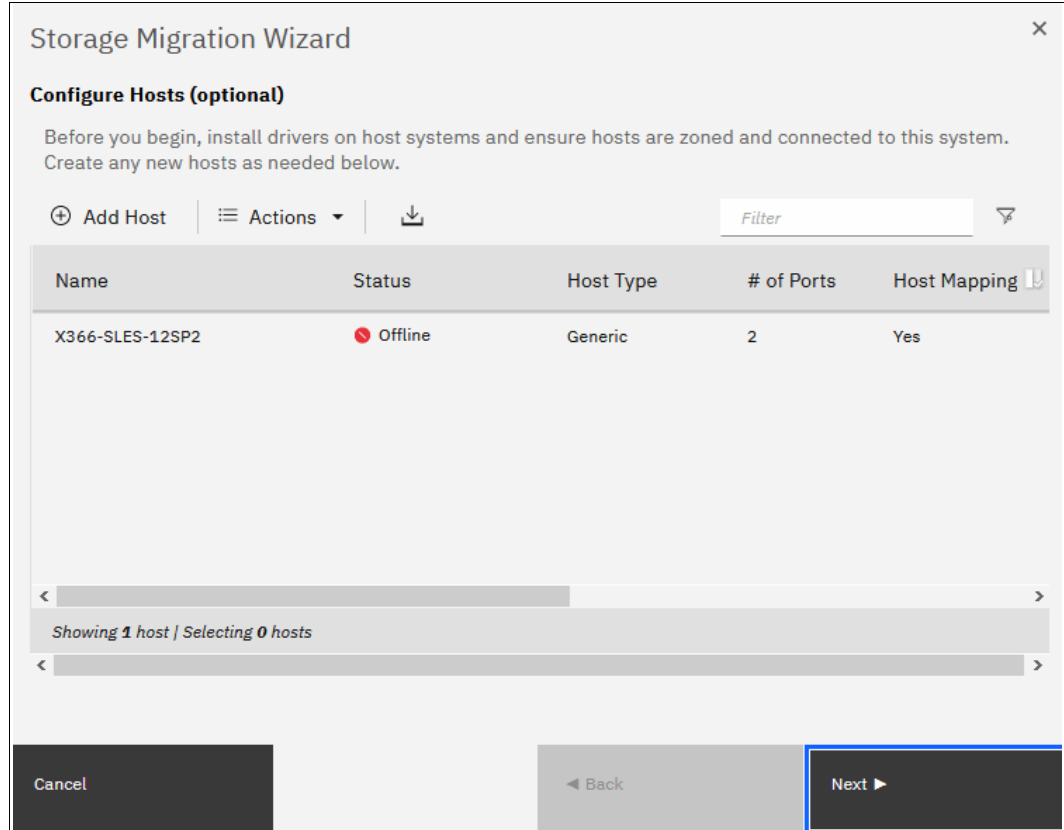 Storage Migration Wizard
Configure Hosts (optional)
Before you begin, install drivers on host systems and ensure hosts are zoned and connected to this system.
Create any new hosts as needed below.
Add Host Actions Filter
Name Status Host Type # of Ports Host Mapping
X366-SLES-12SP2 Offline Generic 2 Yes
Showing 1 host | Selecting 0 hosts
Cancel Back Next